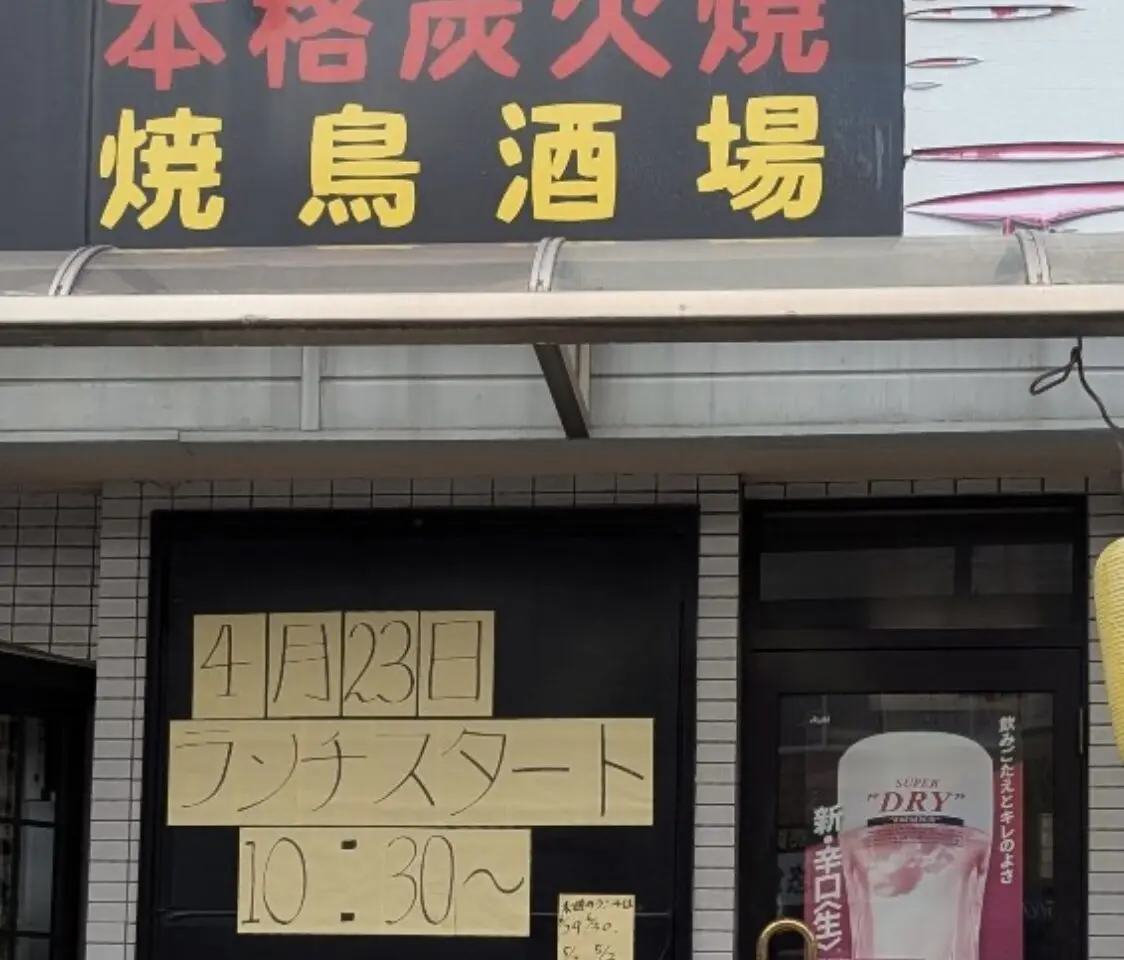 本格炭火焼
焼鳥酒場
4月23日
ランチスタート
10:30～
Asahi
SUPER
"DRY"
飲みごたえとキレのよさ
新・辛口〈生〉